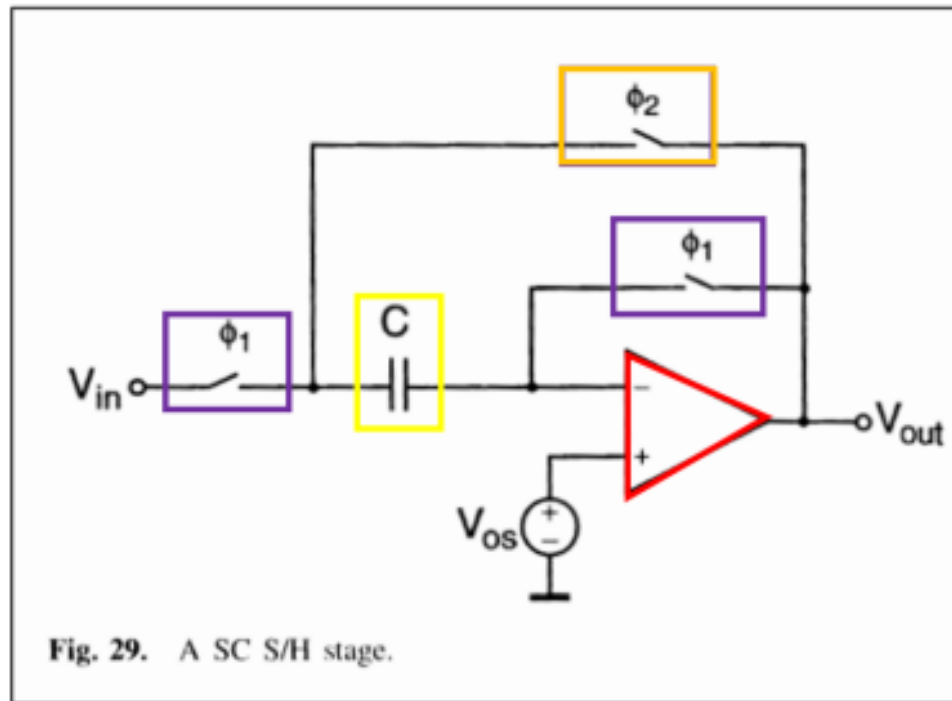 ϕ2
ϕ1
ϕ1
C
Vin
−
+
Vout
Vos
+
−
Fig. 29. A SC S/H stage.